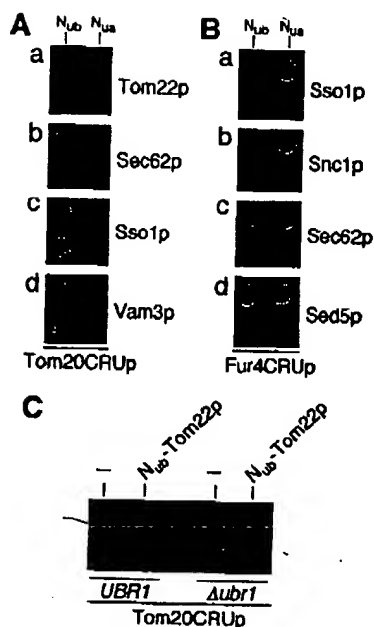 A
Nub Nua
a
Tom22p
b
Sec62p
c
Sso1p
d
Vam3p
Tom20CRUp
B
Nub Nua
a
Sso1p
b
Snc1p
c
Sec62p
d
Sed5p
Fur4CRUp
C
– Nub-Tom22p – Nub-Tom22p
UBR1 Δubr1
Tom20CRUp